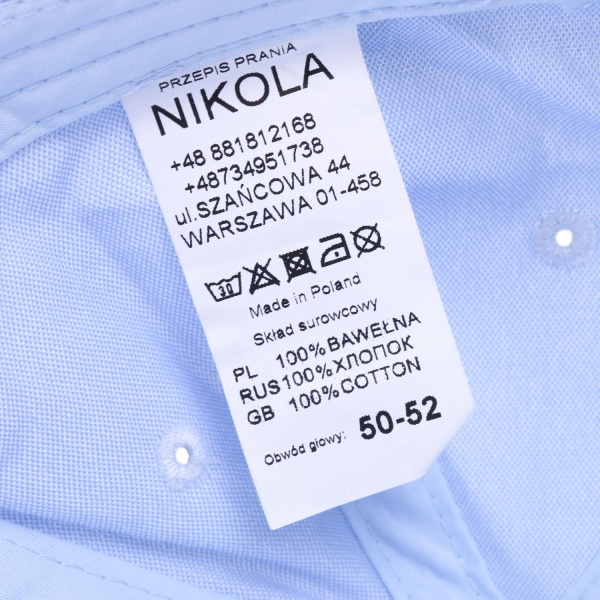 PRZEPIS PRANIA
NIKOLA
+48 881812168
+48734951738
ul.SZAŃCOWA 44
WARSZAWA 01-458
30
Made in Poland
Skład surowcowy
PL 100% BAWEŁNA
RUS 100% ХЛОПОК
GB 100% COTTON
Obwód głowy: 50-52